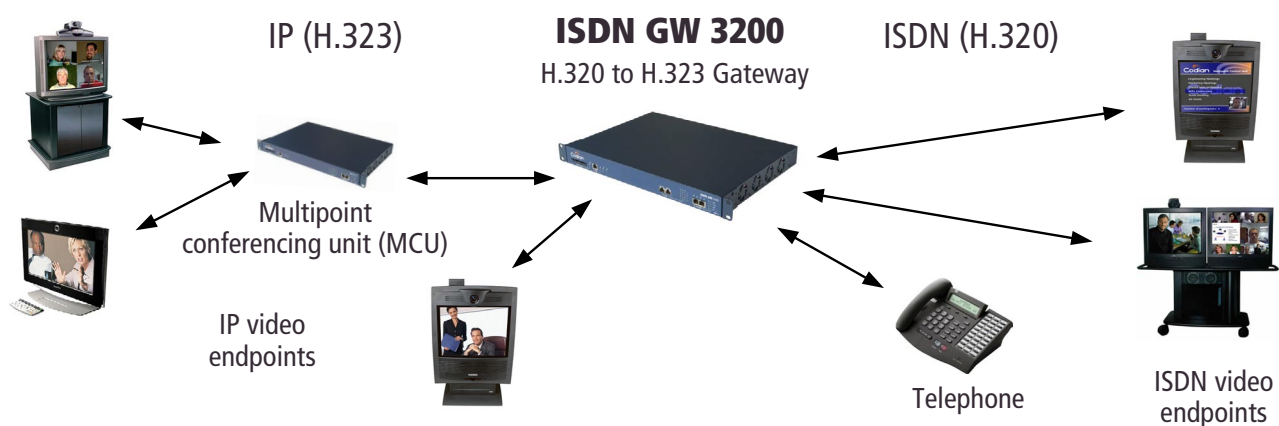 IP (H.323)
ISDN GW 3200
H.320 to H.323 Gateway
ISDN (H.320)
Codian
Multipoint
conferencing unit (MCU)
IP video
endpoints
Telephone
ISDN video
endpoints